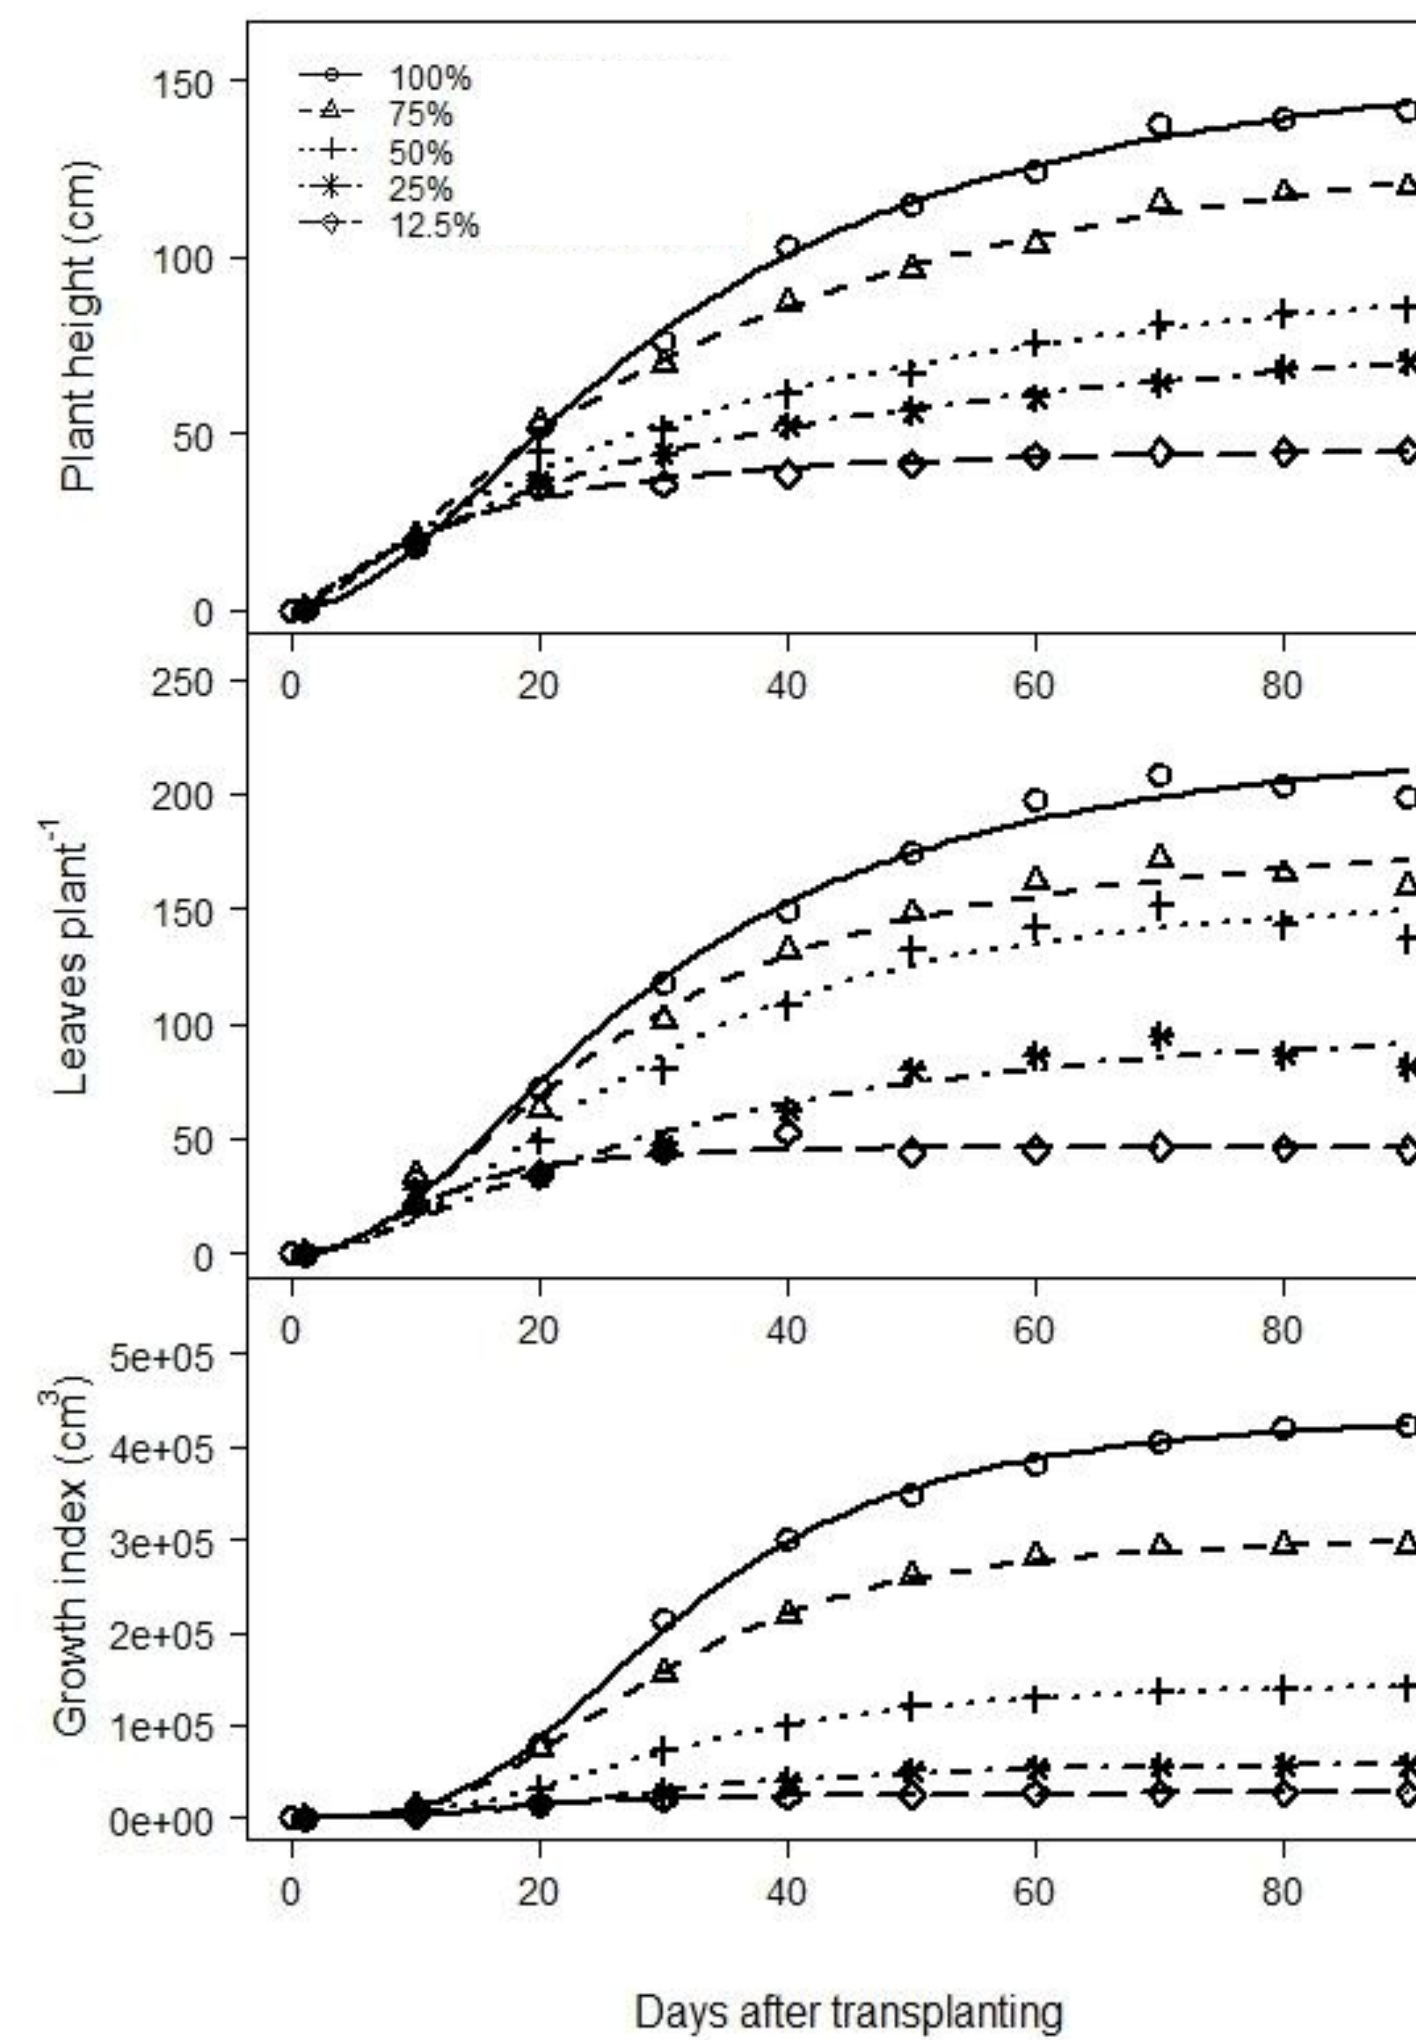 Plant height (cm)
150
100
50
0
100%
75%
50%
25%
12.5%
0 20 40 60 80
Leaves plant⁻¹
250
200
150
100
50
0
0 20 40 60 80
Growth index (cm³)
5e+05
4e+05
3e+05
2e+05
1e+05
0e+00
0 20 40 60 80
Days after transplanting